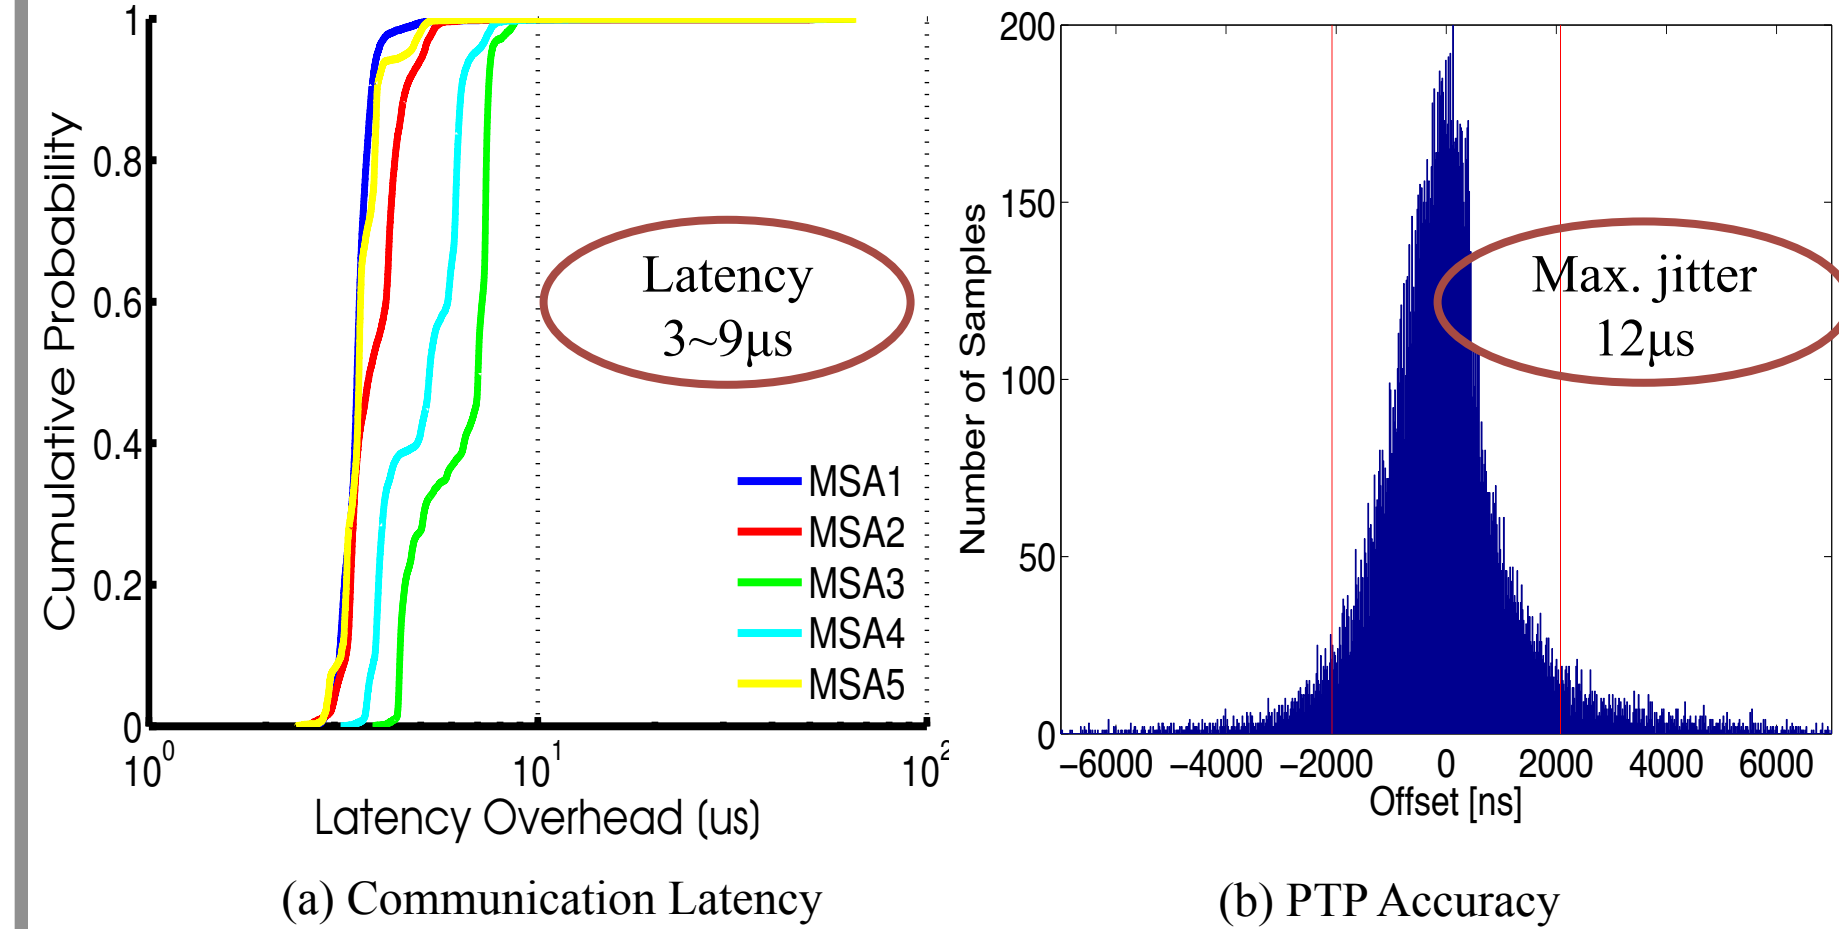 1
0.8
0.6
0.4
0.2
0
Cumulative Probability
10^0
10^1
10^2
Latency Overhead (us)
Latency
3~9μs
MSA1
MSA2
MSA3
MSA4
MSA5
(a) Communication Latency
200
150
100
50
0
Number of Samples
−6000 −4000 −2000 0 2000 4000 6000
Offset [ns]
Max. jitter
12μs
(b) PTP Accuracy